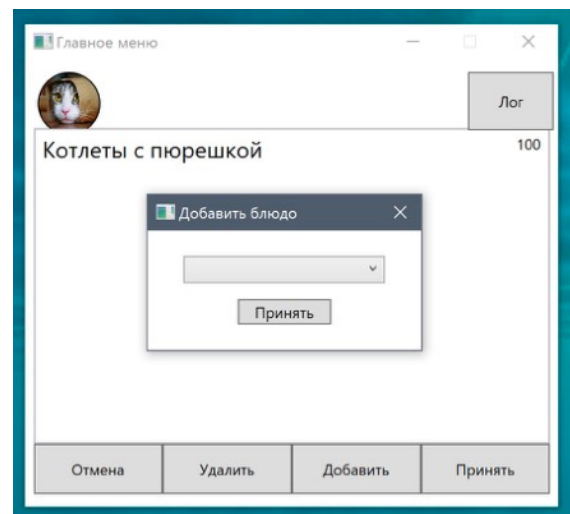 Главное меню
Лог
Котлеты с пюрешкой
100
Добавить блюдо
Принять
Отмена
Удалить
Добавить
Принять